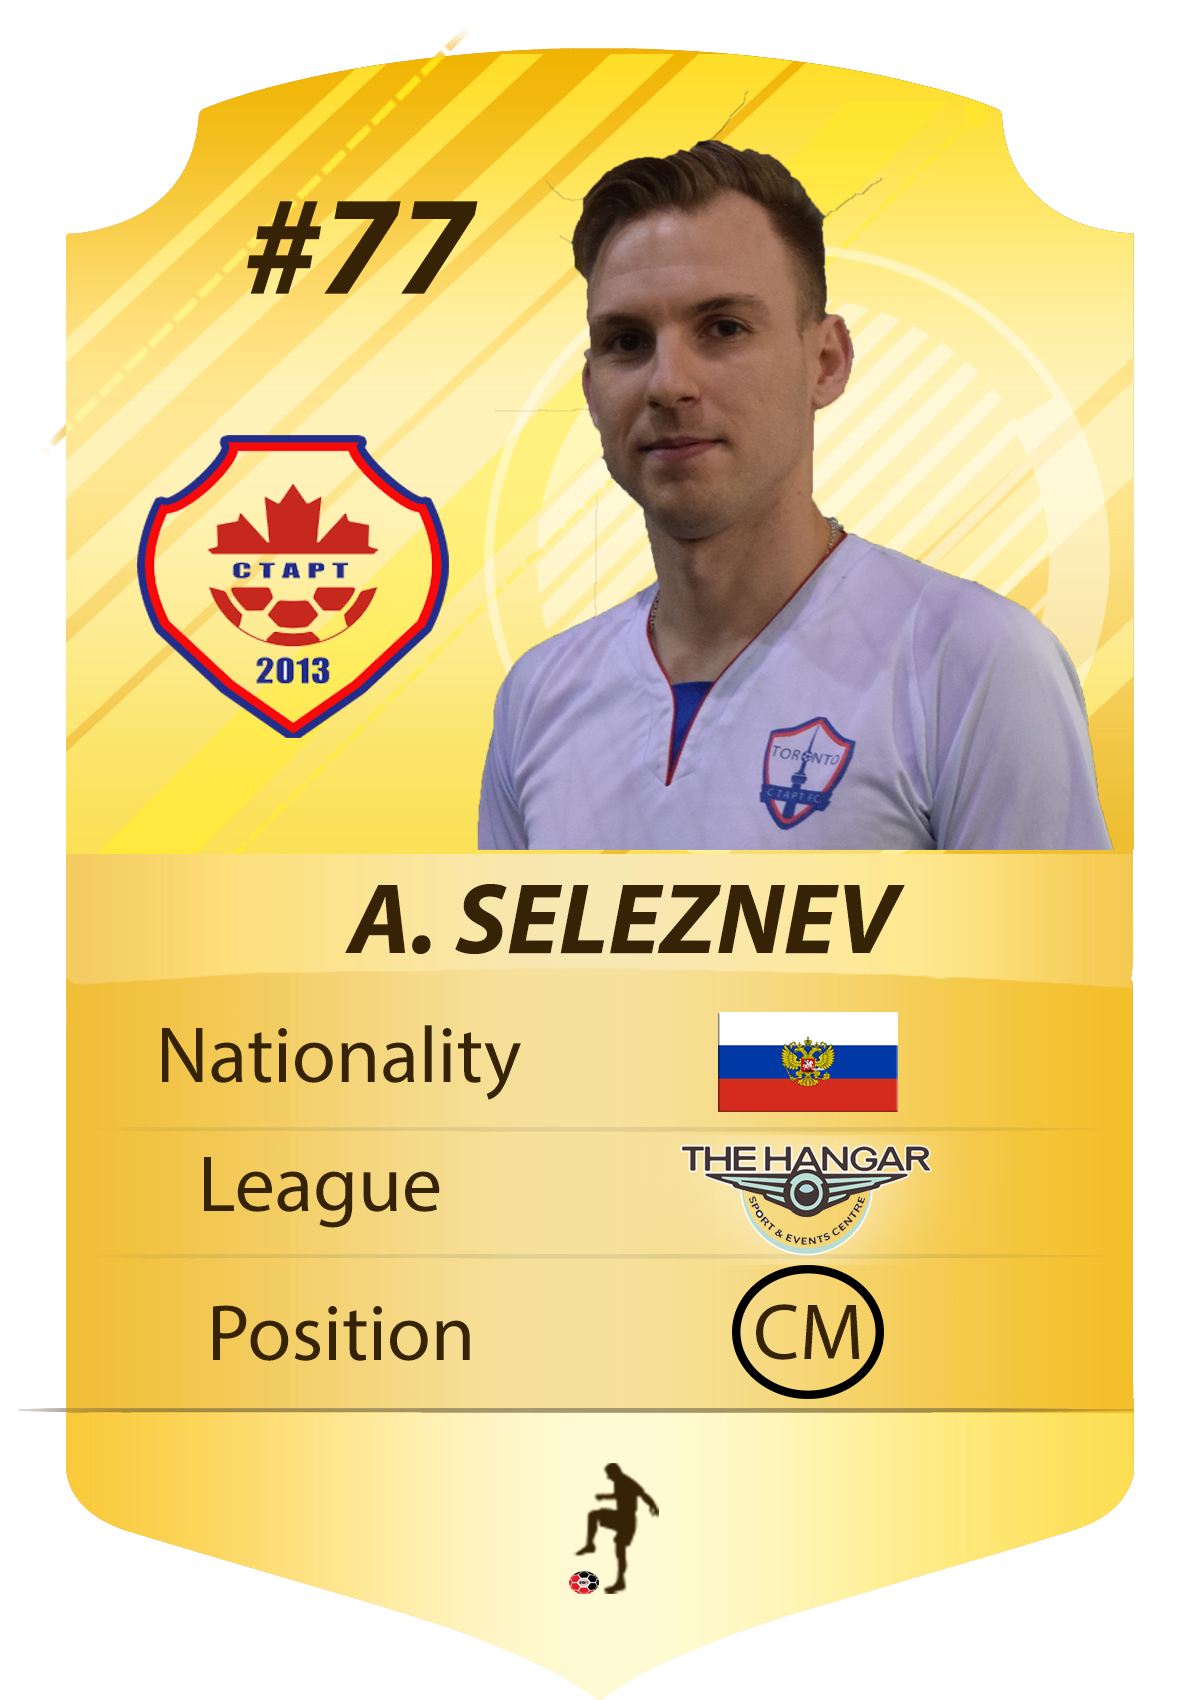 #77
СТАРТ
2013
TORONTO
СТАРТ FC
A. SELEZNEV
Nationality
League
THE HANGAR
SPORT & EVENTS CENTRE
Position
CM